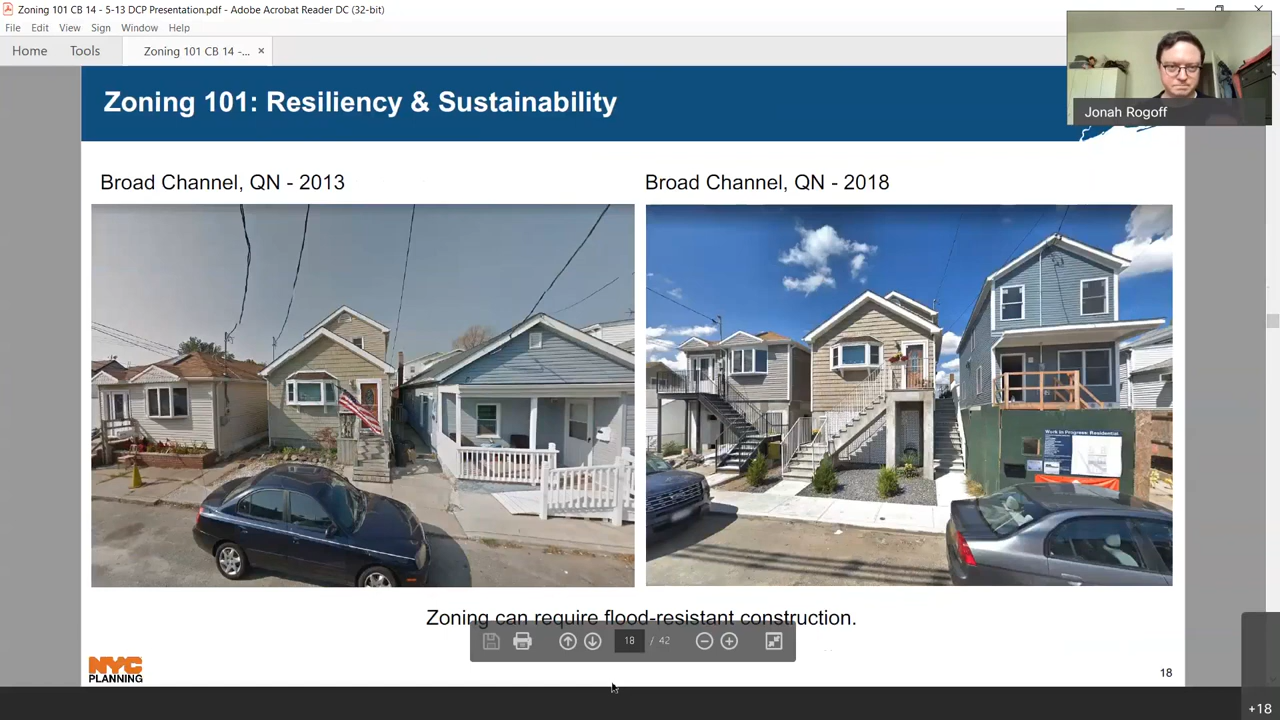 Zoning 101 CB 14 - 5-13 DCP Presentation.pdf - Adobe Acrobat Reader DC (32-bit)
File Edit View Sign Window Help
Home Tools Zoning 101 CB 14 -... ×
Jonah Rogoff
Zoning 101: Resiliency & Sustainability
Broad Channel, QN - 2013
Broad Channel, QN - 2018
Work in Progress: Residential
Zoning can require flood-resistant construction.
18 / 42
NYC
PLANNING
18
+18